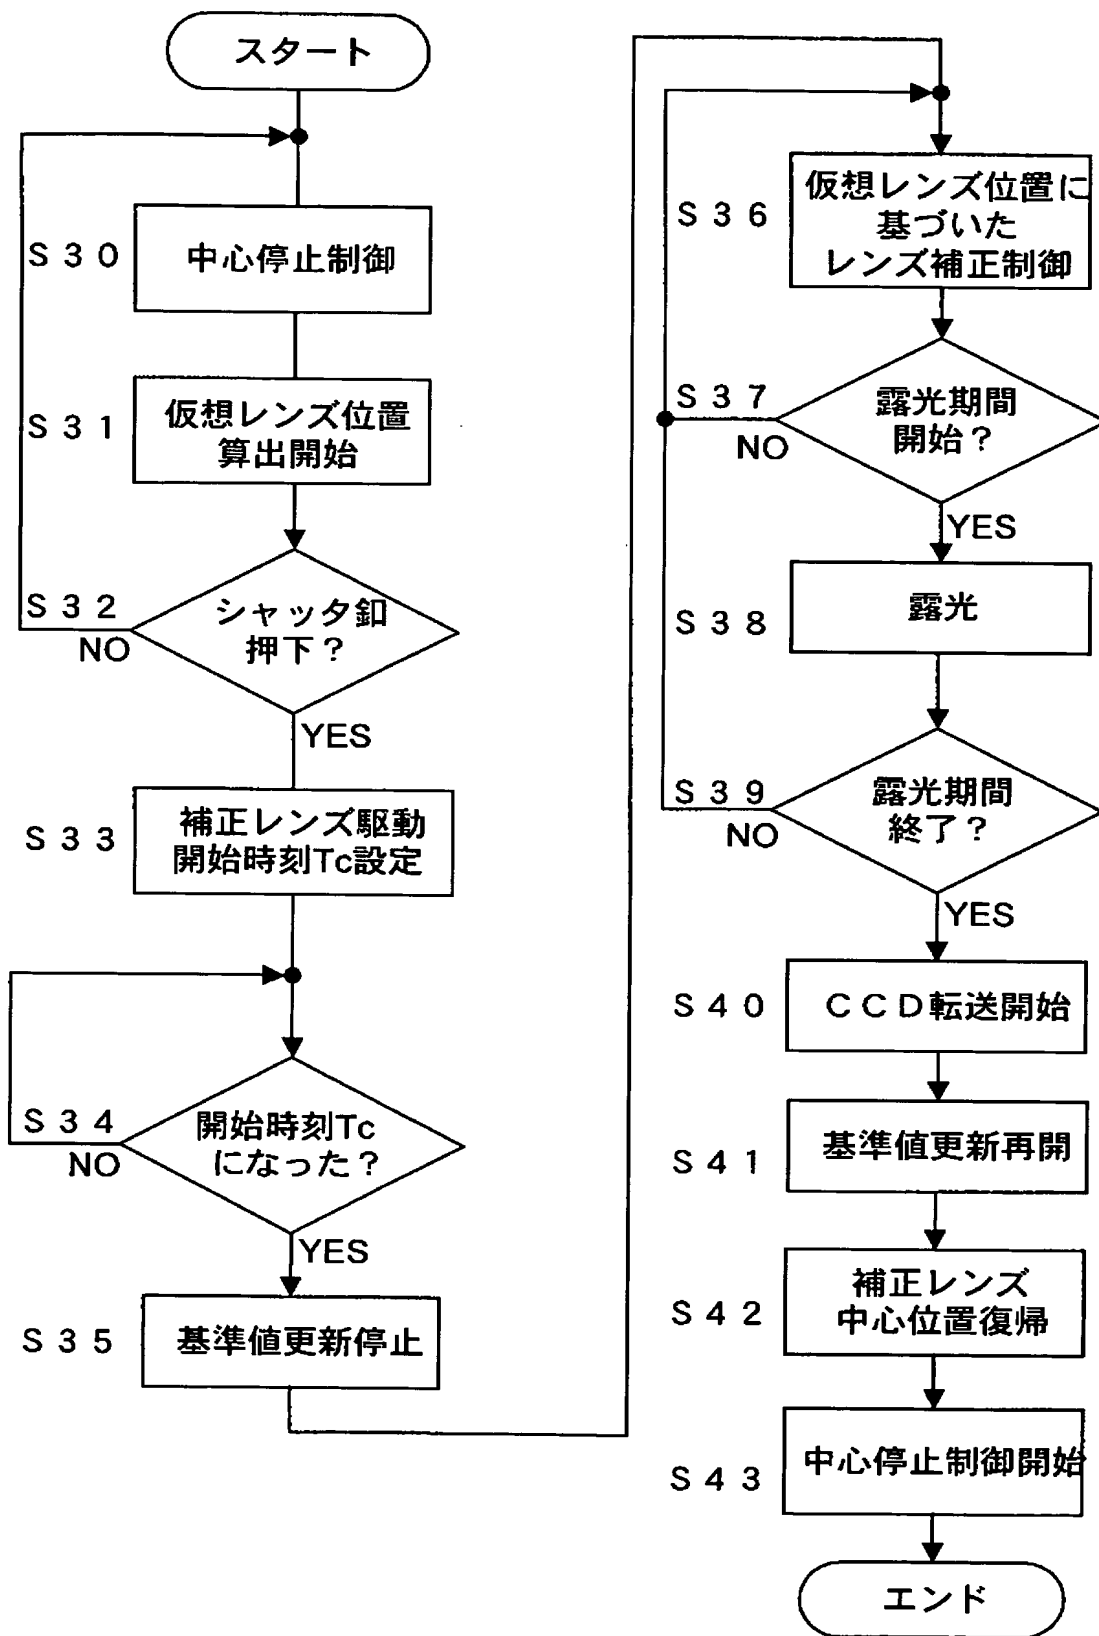 スタート
S30
中心停止制御
S31
仮想レンズ位置
算出開始
S32
シャッタ釦
押下？
NO
YES
S33
補正レンズ駆動
開始時刻Tc設定
S34
開始時刻Tc
になった？
NO
YES
S35
基準値更新停止
S36
仮想レンズ位置に
基づいた
レンズ補正制御
S37
露光期間
開始？
NO
YES
S38
露光
S39
露光期間
終了？
NO
YES
S40
CCD転送開始
S41
基準値更新再開
S42
補正レンズ
中心位置復帰
S43
中心停止制御開始
エンド